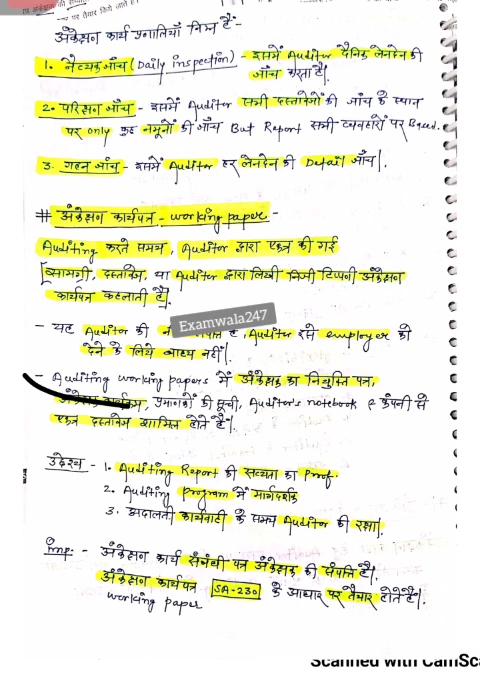 पर तैयार किये जाते हैं।
अंकेक्षण कार्य प्रणालियाँ निम्न हैं:-
1. नैत्यक जाँच (Daily inspection) - इसमें Auditor दैनिक लेनदेन की
जाँच करता है।
2. परिक्षण जाँच - इसमें Auditor सभी दस्तावेजों की जाँच के स्थान
पर only कुछ नमूनों की जाँच But Report सभी व्यवहारों पर Based.
3. गहन जांच - इसमें Auditor हर लेनदेन की Detail जाँच।
# अंकेक्षण कार्यपत्र - working paper -
Auditing करते समय, Auditor द्वारा एकत्र की गई
सामग्री, दस्तावेज, या Auditor द्वारा लिखी निजी टिप्पणी अंकेक्षण
कार्यपत्र कहलाती है।
Examwala247
- यह Auditor की है, Auditor इसे employer को
देने के लिये बाध्य नहीं।
- Auditing working papers में अंकेक्षक का नियुक्ति पत्र,
प्रमाणकों की सूची, Auditor's notebook & कंपनी से
एकत्र दस्तावेज शामिल होते हैं।
उद्देश्य - 1. Auditing Report की सत्यता का Prof.
2. Auditing program में मार्गदर्शक
3. अदालती कार्यवाही के समय Auditor की रक्षा।
Imp: - अंकेक्षण कार्य संबंधी पत्र अंकेक्षक की संपत्ति है।
अंकेक्षण कार्यपत्र SA-230 के आधार पर तैयार होते हैं।
working paper
Scanned with CamSca